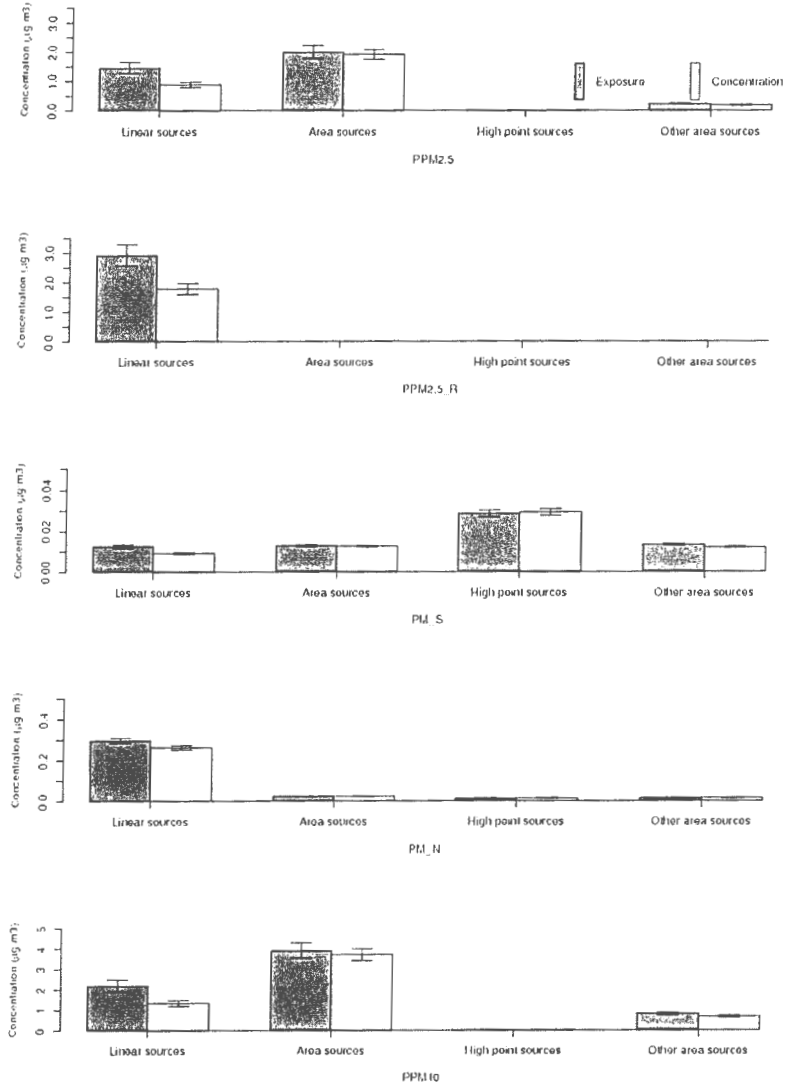 Concentration (µg m3)
3.0
2.0
1.0
0.0
Exposure Concentration
Linear sources Area sources High point sources Other area sources
PPM2.5
Concentration (µg m3)
3.0
2.0
1.0
0.0
Linear sources Area sources High point sources Other area sources
PPM2.5_R
Concentration (µg m3)
0.04
0.02
0.00
Linear sources Area sources High point sources Other area sources
PM_S
Concentration (µg m3)
0.4
0.2
0.0
Linear sources Area sources High point sources Other area sources
PM_N
Concentration (µg m3)
5
4
3
2
1
0
Linear sources Area sources High point sources Other area sources
PPM10